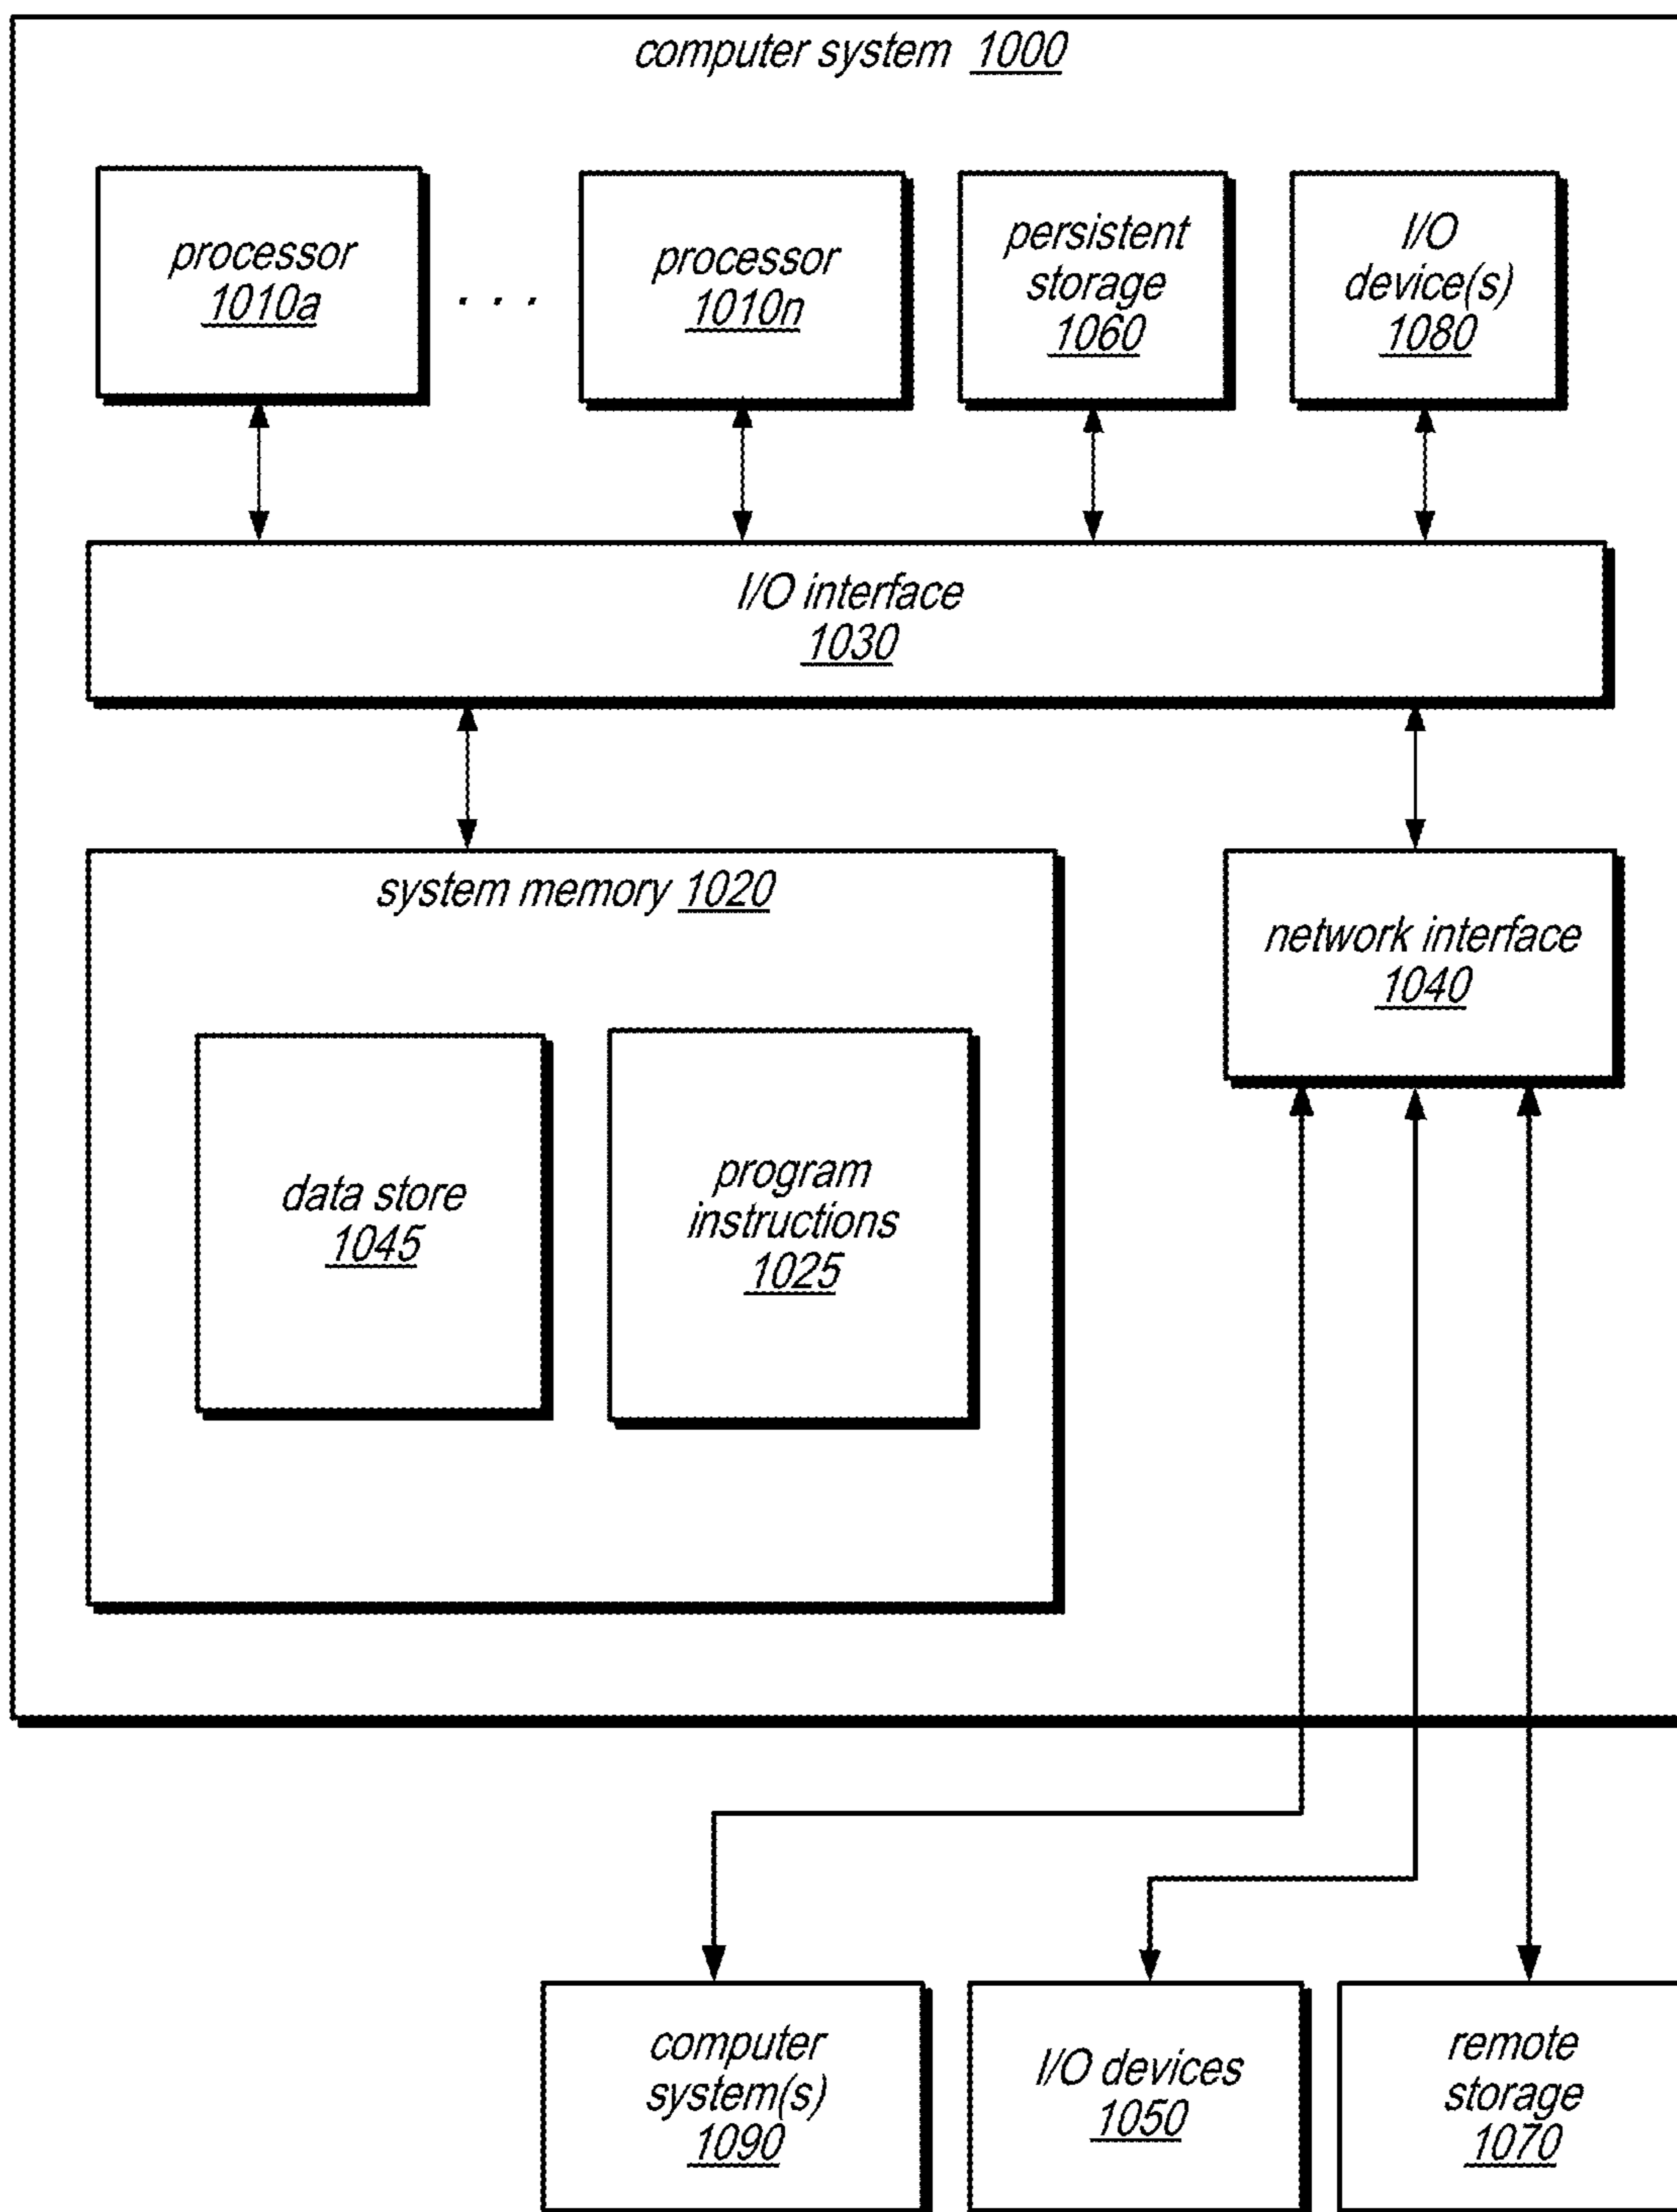 computer system 1000
processor
1010a
. . .
processor
1010n
persistent
storage
1060
I/O
device(s)
1080
I/O interface
1030
system memory 1020
network interface
1040
data store
1045
program
instructions
1025
computer
system(s)
1090
I/O devices
1050
remote
storage
1070